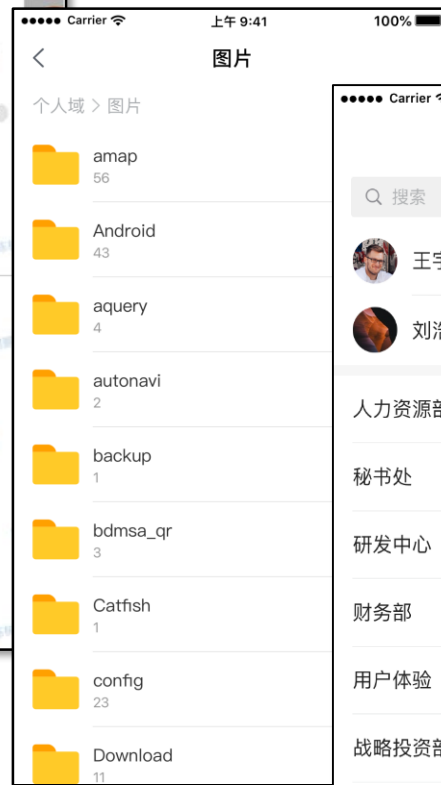 Carrier
上午 9:41
100%
图片
个人域 > 图片
amap
56
Android
43
aquery
4
autonavi
2
backup
1
bdmsa_qr
3
Catfish
1
config
23
Download
11
Carrier
搜索
王
刘
人力资源部
秘书处
研发中心
财务部
用户体验
战略投资部